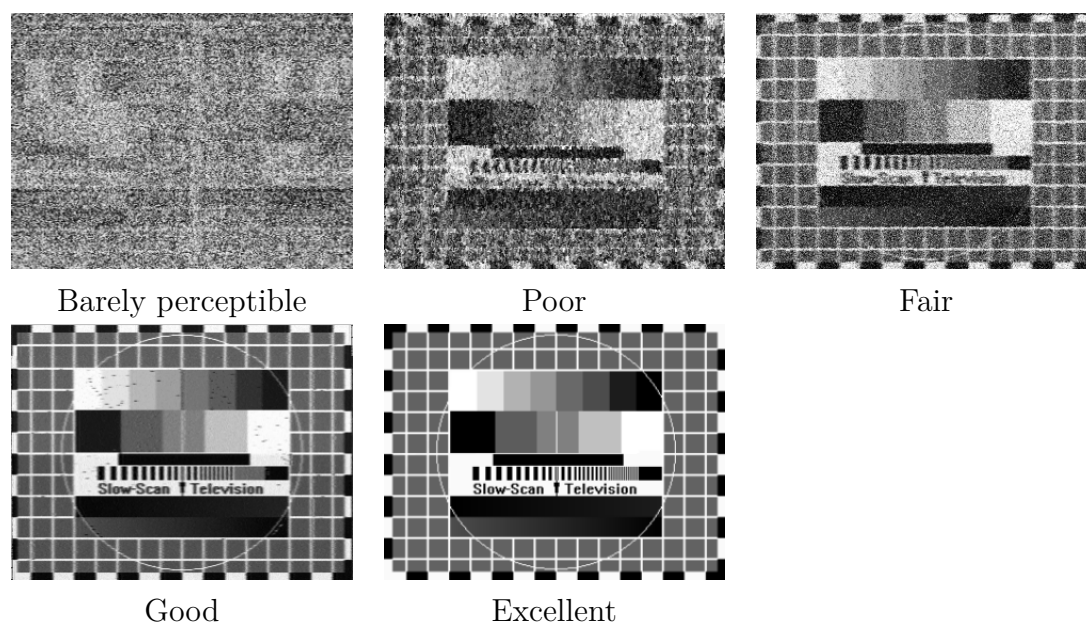 Slow-Scan Television
Barely perceptible
Poor
Fair
Slow-Scan Television
Slow-Scan Television
Good
Excellent